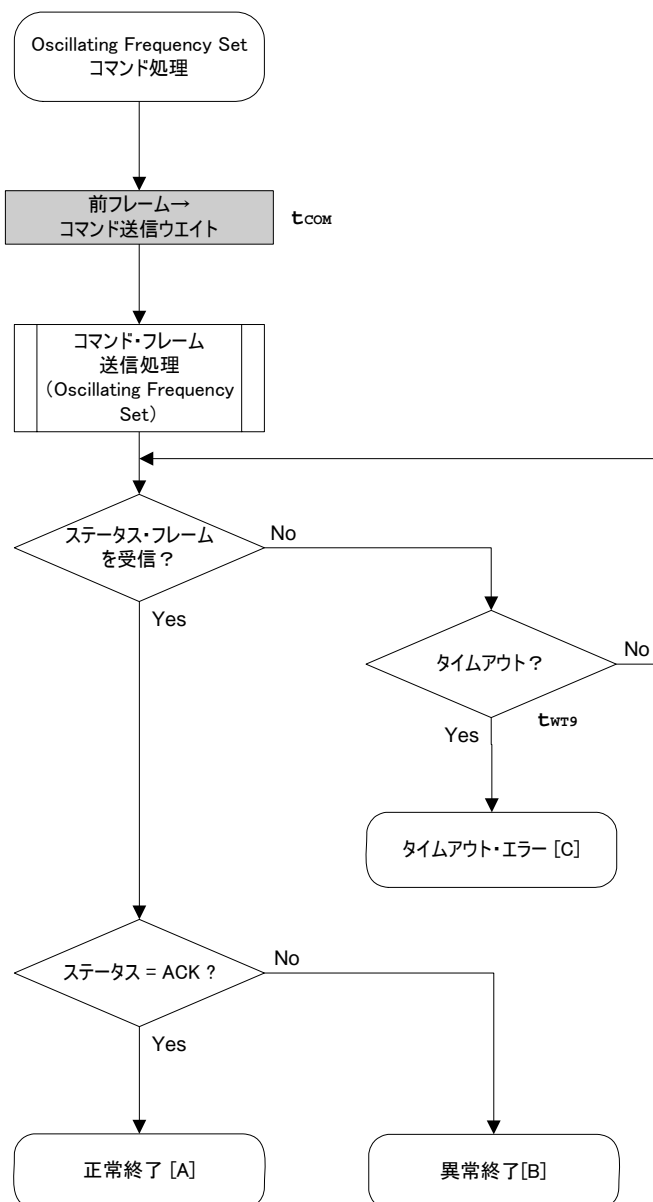 Oscillating Frequency Set
コマンド処理
前フレーム→
コマンド送信ウエイト
tCOM
コマンド・フレーム
送信処理
（Oscillating Frequency
Set）
ステータス・フレーム
を受信？
No
Yes
タイムアウト？
No
tWT9
Yes
タイムアウト・エラー [C]
ステータス = ACK ?
No
Yes
正常終了 [A]
異常終了[B]